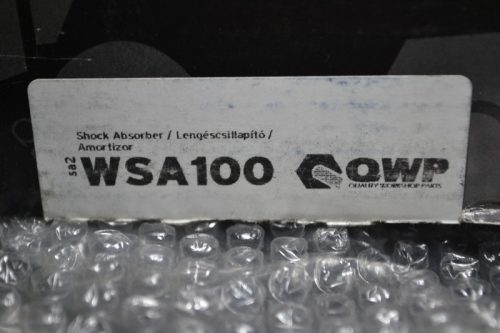 Shock Absorber / Lengéscsillapító /
Amortizor
sa2
WSA100
QWP
QUALITY WORKSHOP PARTS